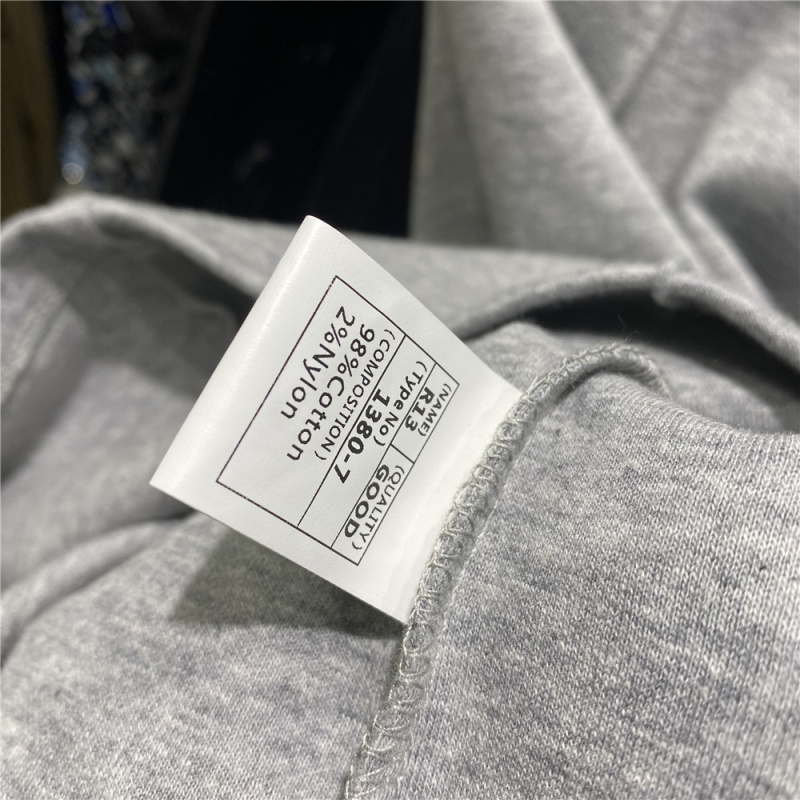 (NAME) (QUALITY)
R13 GOOD
(Type No) 1380-7
(COMPOSITION)
98%Cotton
2%Nylon